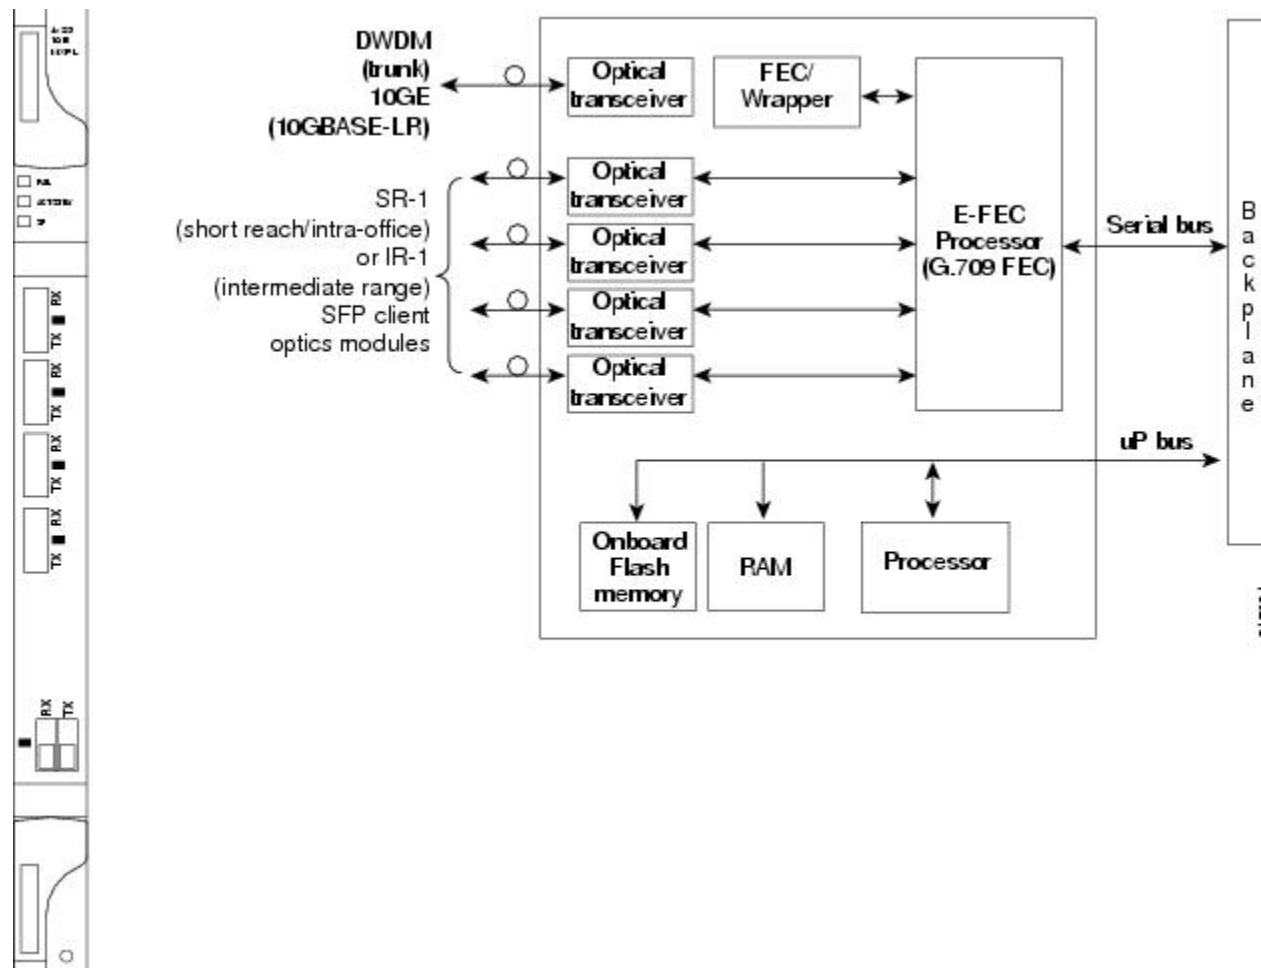 DWDM
(trunk)
10GE
(10GBASE-LR)
Optical
transceiver
FEC/
Wrapper
SR-1
(short reach/intra-office)
or IR-1
(intermediate range)
SFP client
optics modules
Optical
transceiver
Optical
transceiver
Optical
transceiver
Optical
transceiver
E-FEC
Processor
(G.709 FEC)
Serial bus
Backplane
uP bus
Onboard
Flash
memory
RAM
Processor
RX
TX
RX
TX
RX
TX
RX
TX
RX
TX